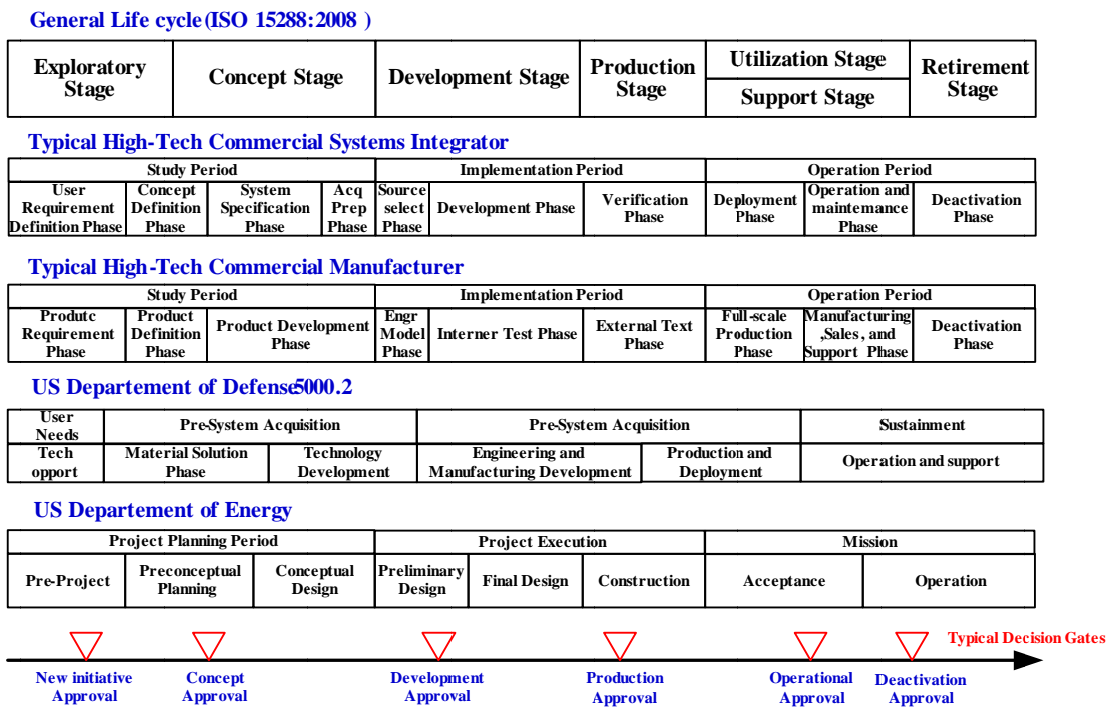 General Life cycle (ISO 15288:2008 )
Exploratory
Stage
Concept Stage
Development Stage
Production
Stage
Utilization Stage
Support Stage
Retirement
Stage
Typical High-Tech Commercial Systems Integrator
Study Period
Implementation Period
Operation Period
User
Requirement
Definition Phase
Concept
Definition
Phase
System
Specification
Phase
Acq
Prep
Phase
Source
select
Phase
Development Phase
Verification
Phase
Deployment
Phase
Operation and
maintemance
Phase
Deactivation
Phase
Typical High-Tech Commercial Manufacturer
Study Period
Implementation Period
Operation Period
Produtc
Requirement
Phase
Product
Definition
Phase
Product Development
Phase
Engr
Model
Phase
Interner Test Phase
External Text
Phase
Full-scale
Production
Phase
Manufacturing
,Sales, and
Support Phase
Deactivation
Phase
US Departement of Defense5000.2
User
Needs
Pre-System Acquisition
Pre-System Acquisition
Sustainment
Tech
opport
Material Solution
Phase
Technology
Development
Engineering and
Manufacturing Development
Production and
Deployment
Operation and support
US Departement of Energy
Project Planning Period
Project Execution
Mission
Pre-Project
Preconceptual
Planning
Conceptual
Design
Preliminary
Design
Final Design
Construction
Acceptance
Operation
Typical Decision Gates
New initiative
Approval
Concept
Approval
Development
Approval
Production
Approval
Operational
Approval
Deactivation
Approval